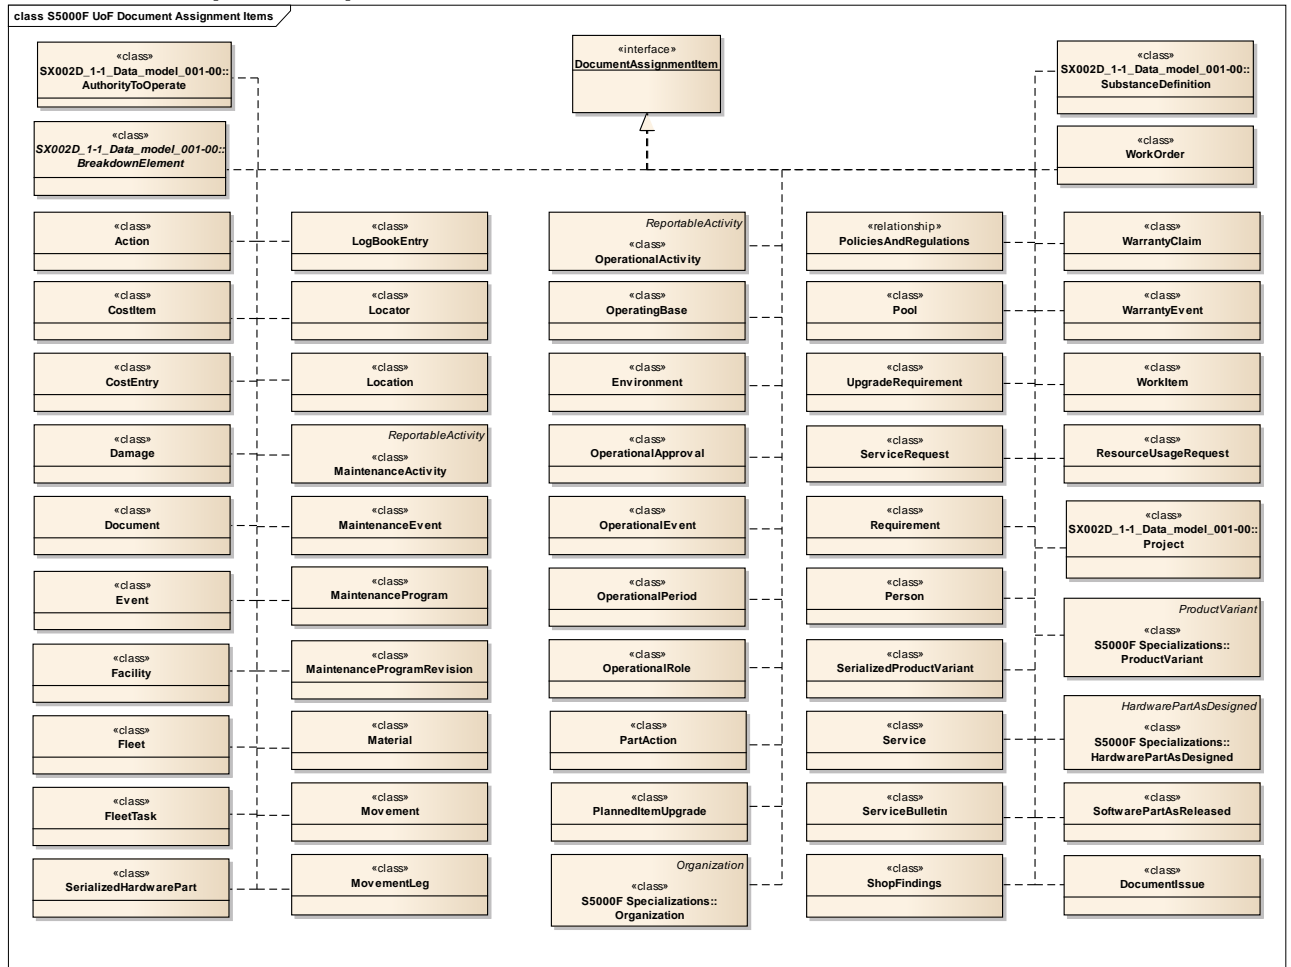 class S5000F UoF Document Assignment Items
«class»
SX002D_1-1_Data_model_001-00::
AuthorityToOperate
«interface»
DocumentAssignmentItem
«class»
SX002D_1-1_Data_model_001-00::
SubstanceDefinition
«class»
SX002D_1-1_Data_model_001-00::
BreakdownElement
«class»
WorkOrder
«class»
Action
«class»
LogBookEntry
ReportableActivity
«class»
OperationalActivity
«relationship»
PoliciesAndRegulations
«class»
WarrantyClaim
«class»
CostItem
«class»
Locator
«class»
OperatingBase
«class»
Pool
«class»
WarrantyEvent
«class»
CostEntry
«class»
Location
«class»
Environment
«class»
UpgradeRequirement
«class»
WorkItem
«class»
Damage
ReportableActivity
«class»
MaintenanceActivity
«class»
OperationalApproval
«class»
ServiceRequest
«class»
ResourceUsageRequest
«class»
Document
«class»
MaintenanceEvent
«class»
OperationalEvent
«class»
Requirement
«class»
SX002D_1-1_Data_model_001-00::
Project
«class»
Event
«class»
MaintenanceProgram
«class»
OperationalPeriod
«class»
Person
ProductVariant
«class»
S5000F Specializations::
ProductVariant
«class»
Facility
«class»
MaintenanceProgramRevision
«class»
OperationalRole
«class»
SerializedProductVariant
«class»
Fleet
«class»
Material
«class»
PartAction
«class»
Service
HardwarePartAsDesigned
«class»
S5000F Specializations::
HardwarePartAsDesigned
«class»
FleetTask
«class»
Movement
«class»
PlannedItemUpgrade
«class»
ServiceBulletin
«class»
SoftwarePartAsReleased
«class»
SerializedHardwarePart
«class»
MovementLeg
Organization
«class»
S5000F Specializations::
Organization
«class»
ShopFindings
«class»
DocumentIssue